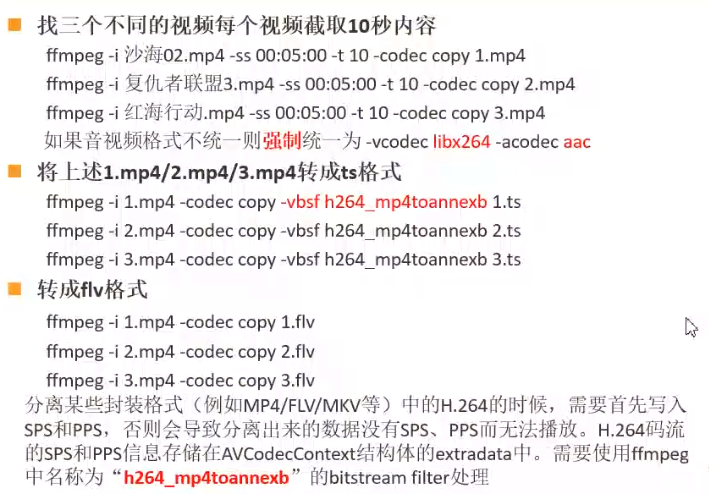 找三个不同的视频每个视频截取10秒内容
ffmpeg -i 沙海02.mp4 -ss 00:05:00 -t 10 -codec copy 1.mp4
ffmpeg -i 复仇者联盟3.mp4 -ss 00:05:00 -t 10 -codec copy 2.mp4
ffmpeg -i 红海行动.mp4 -ss 00:05:00 -t 10 -codec copy 3.mp4
如果音视频格式不统一则强制统一为 -vcodec libx264 -acodec aac
将上述1.mp4/2.mp4/3.mp4转成ts格式
ffmpeg -i 1.mp4 -codec copy -vbsf h264_mp4toannexb 1.ts
ffmpeg -i 2.mp4 -codec copy -vbsf h264_mp4toannexb 2.ts
ffmpeg -i 3.mp4 -codec copy -vbsf h264_mp4toannexb 3.ts
转成flv格式
ffmpeg -i 1.mp4 -codec copy 1.flv
ffmpeg -i 2.mp4 -codec copy 2.flv
ffmpeg -i 3.mp4 -codec copy 3.flv
分离某些封装格式（例如MP4/FLV/MKV等）中的H.264的时候，需要首先写入
SPS和PPS，否则会导致分离出来的数据没有SPS、PPS而无法播放。H.264码流
的SPS和PPS信息存储在AVCodecContext结构体的extradata中。需要使用ffmpeg
中名称为“h264_mp4toannexb”的bitstream filter处理